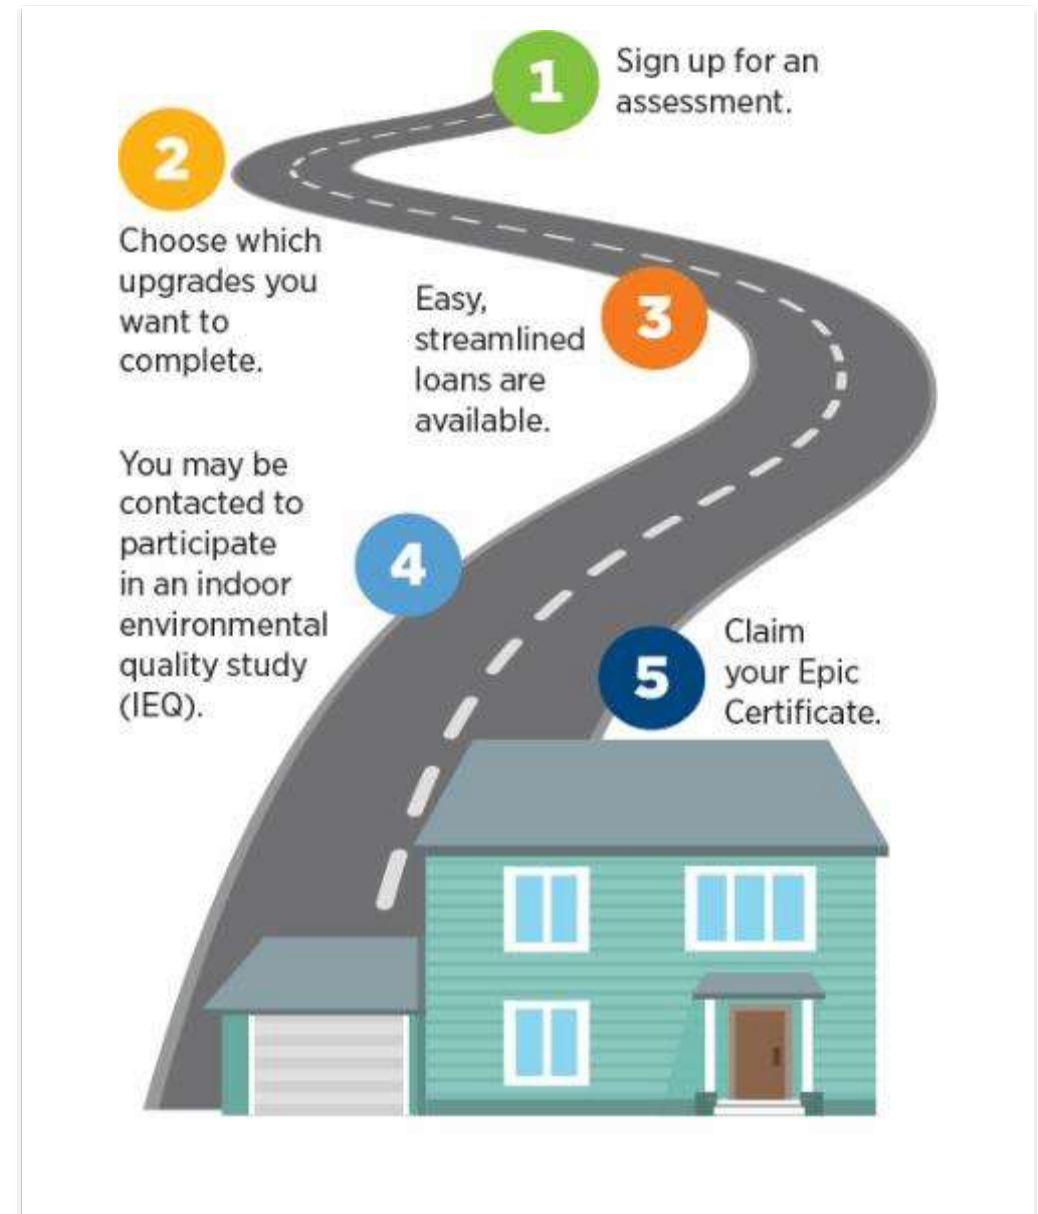 1
Sign up for an
assessment.
2
Choose which
upgrades you
want to
complete.
3
Easy,
streamlined
loans are
available.
4
You may be
contacted to
participate
in an indoor
environmental
quality study
(IEQ).
5
Claim
your Epic
Certificate.